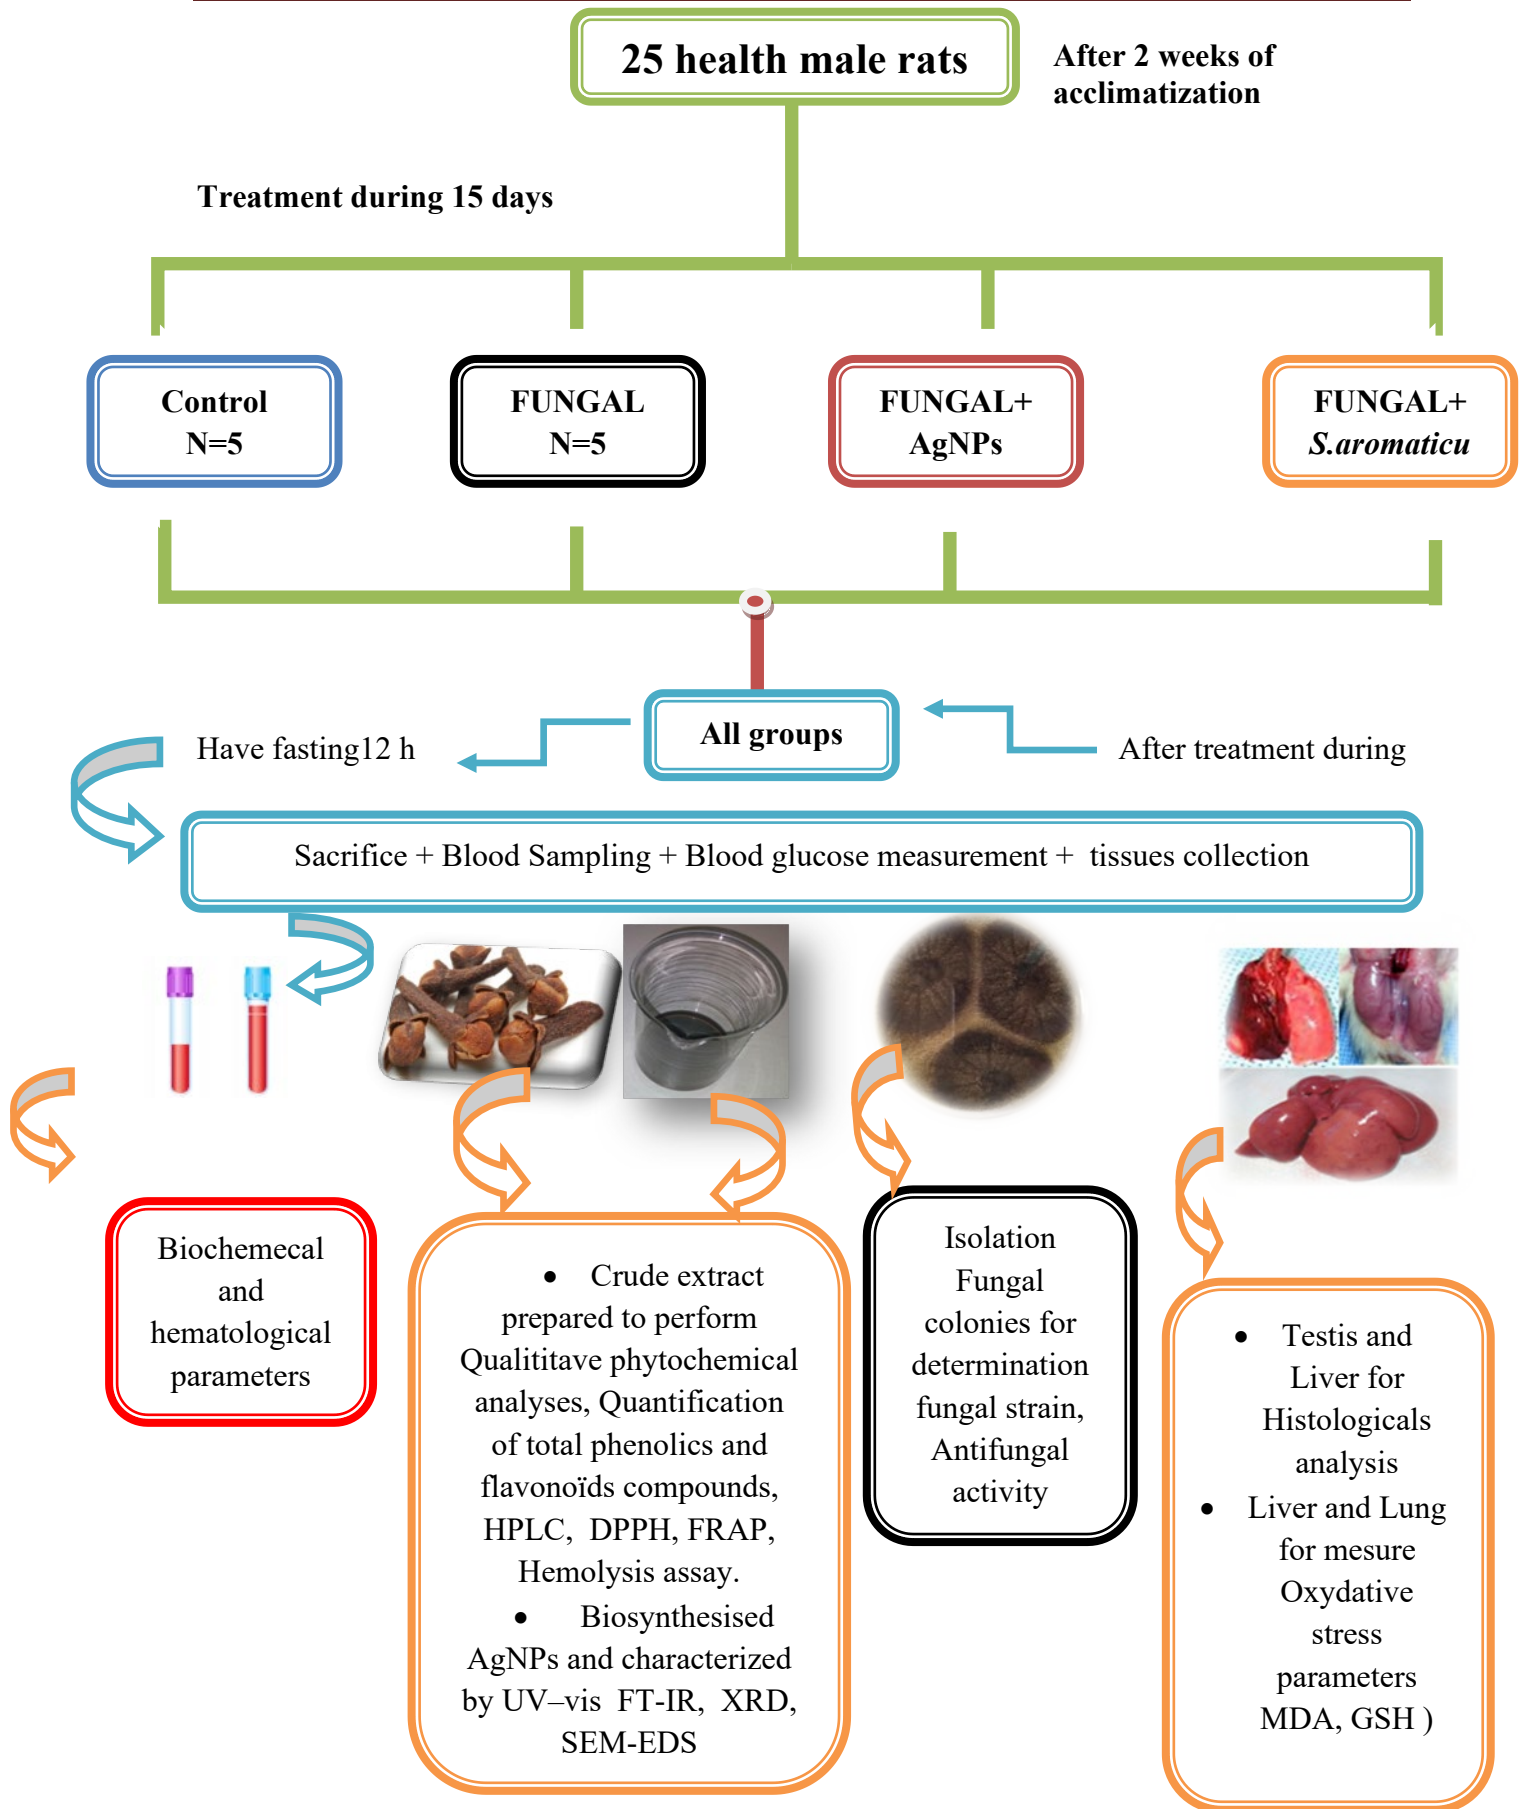 25 health male rats
After 2 weeks of
acclimatization
Treatment during 15 days
Control
N=5
FUNGAL
N=5
FUNGAL+
AgNPs
FUNGAL+
S.aromaticu
All groups
Have fasting12 h
After treatment during
Sacrifice + Blood Sampling + Blood glucose measurement + tissues collection
Biochemecal
and
hematological
parameters
• Crude extract
prepared to perform
Qualititave phytochemical
analyses, Quantification
of total phenolics and
flavonoïds compounds,
HPLC, DPPH, FRAP,
Hemolysis assay.
• Biosynthesised
AgNPs and characterized
by UV–vis FT-IR, XRD,
SEM-EDS
Isolation
Fungal
colonies for
determination
fungal strain,
Antifungal
activity
• Testis and
Liver for
Histologicals
analysis
• Liver and Lung
for mesure
Oxydative
stress
parameters
MDA, GSH )